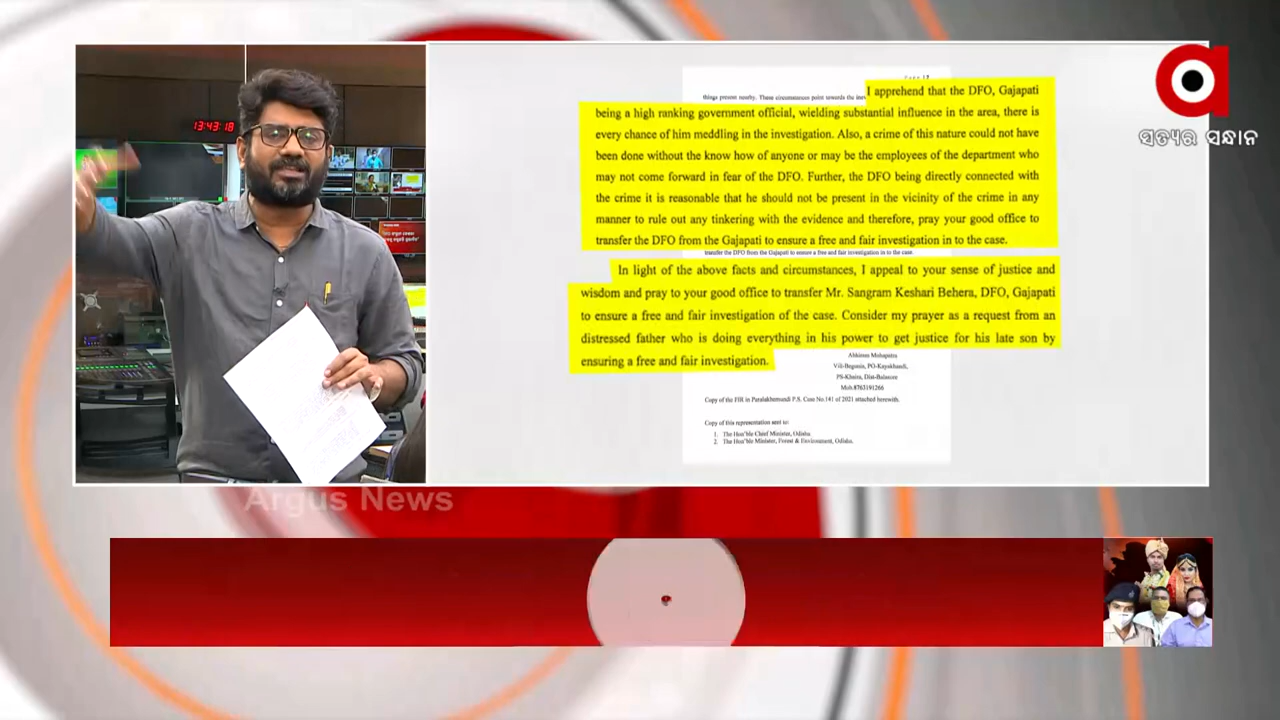 13:43:18
Page 12
things present nearby. These circumstances point towards the
I apprehend that the DFO, Gajapati
being a high ranking government official, wielding substantial influence in the area, there is
every chance of him meddling in the investigation. Also, a crime of this nature could not have
been done without the know how of anyone or may be the employees of the department who
may not come forward in fear of the DFO. Further, the DFO being directly connected with
the crime it is reasonable that he should not be present in the vicinity of the crime in any
manner to rule out any tinkering with the evidence and therefore, pray your good office to
transfer the DFO from the Gajapati to ensure a free and fair investigation in to the case.
transfer the DFO from the Gajapati to ensure a free and fair investigation in to the case.
In light of the above facts and circumstances, I appeal to your sense of justice and
wisdom and pray to your good office to transfer Mr. Sangram Keshari Behera, DFO, Gajapati
to ensure a free and fair investigation of the case. Consider my prayer as a request from an
distressed father who is doing everything in his power to get justice for his late son by
ensuring a free and fair investigation.
Abhiram Mohapatra
Vill-Begunia, PO-Kayakhandi,
PS-Khaira, Dist-Balasore
Mob:8763191266
Copy of the FIR in Paralakhemundi P.S. Case No.141 of 2021 attached herewith.
Copy of this representation sent to:
1. The Hon'ble Chief Minister, Odisha
2. The Hon'ble Minister, Forest & Environment, Odisha.
ସତ୍ୟର ସନ୍ଧାନ
Argus News